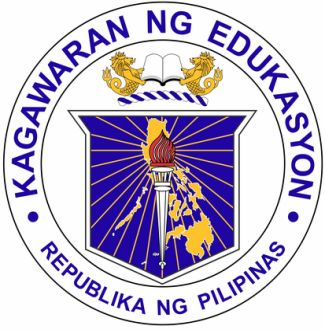 KAGAWARAN NG EDUKASYON
REPUBLIKA NG PILIPINAS